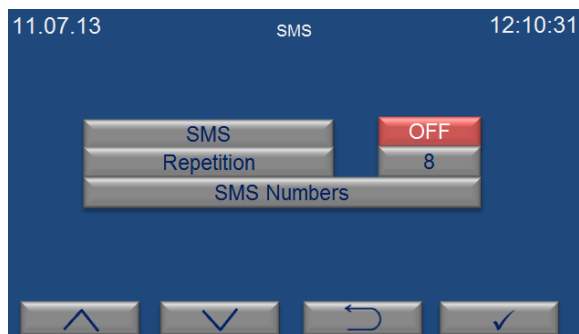 11.07.13 SMS 12:10:31
SMS OFF
Repetition 8
SMS Numbers